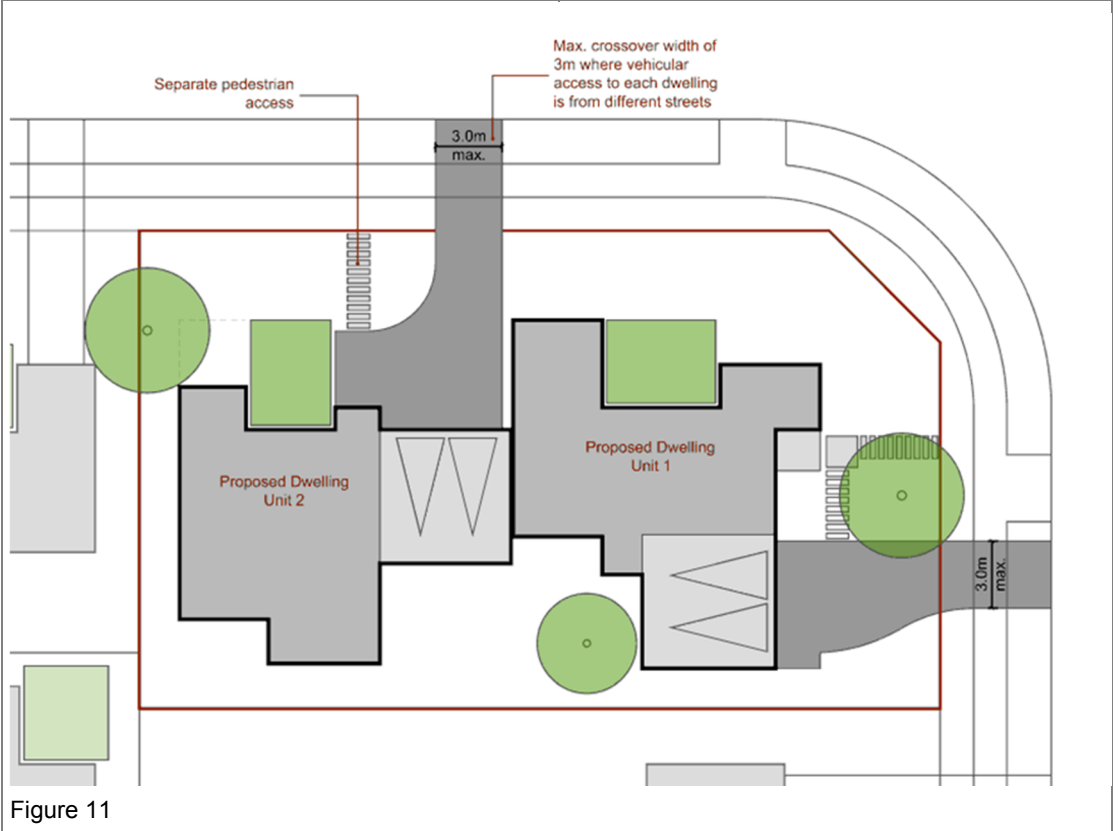 Max. crossover width of
3m where vehicular
access to each dwelling
is from different streets
Separate pedestrian
access
3.0m
max.
Proposed Dwelling
Unit 1
Proposed Dwelling
Unit 2
3.0m
max.
Figure 11